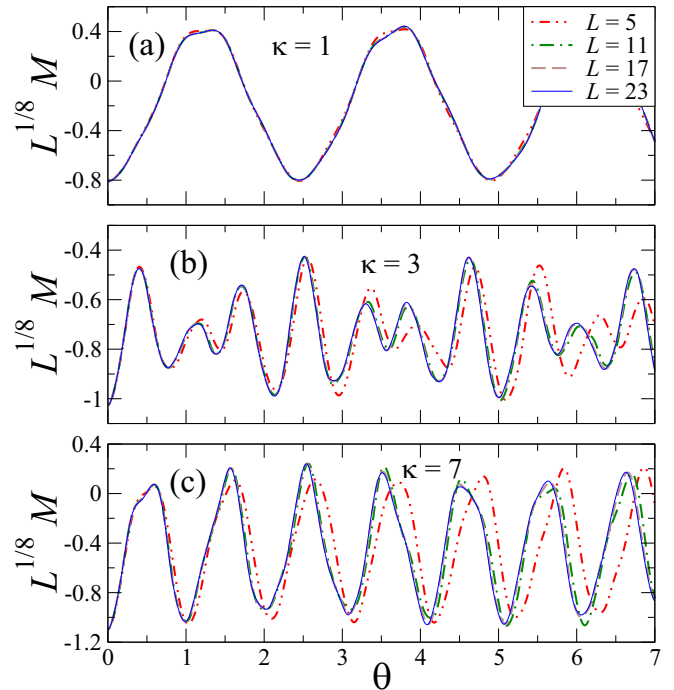 0.4
0
-0.4
-0.8
L^{1/8} M
(a)
κ = 1
L = 5
L = 11
L = 17
L = 23
-0.4
-0.6
-0.8
-1
L^{1/8} M
(b)
κ = 3
0.4
0
-0.4
-0.8
-1.2
L^{1/8} M
(c)
κ = 7
0 1 2 3 4 5 6 7
θ